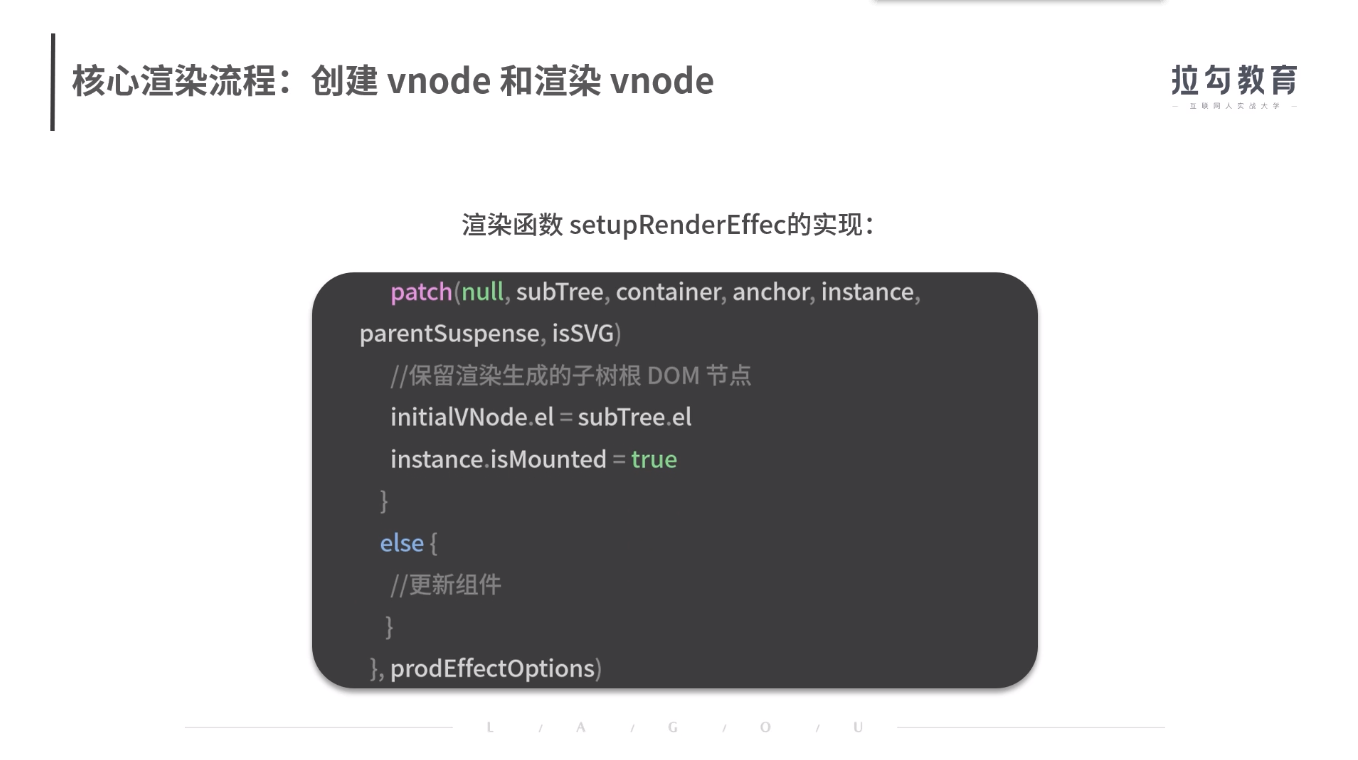 核心渲染流程：创建 vnode 和渲染 vnode
拉勾教育
— 互联网人实战大学 —
渲染函数 setupRenderEffec的实现：
patch(null, subTree, container, anchor, instance,
parentSuspense, isSVG)
//保留渲染生成的子树根 DOM 节点
initialVNode.el = subTree.el
instance.isMounted = true
}
else {
//更新组件
}
}, prodEffectOptions)
L / A / G / O / U